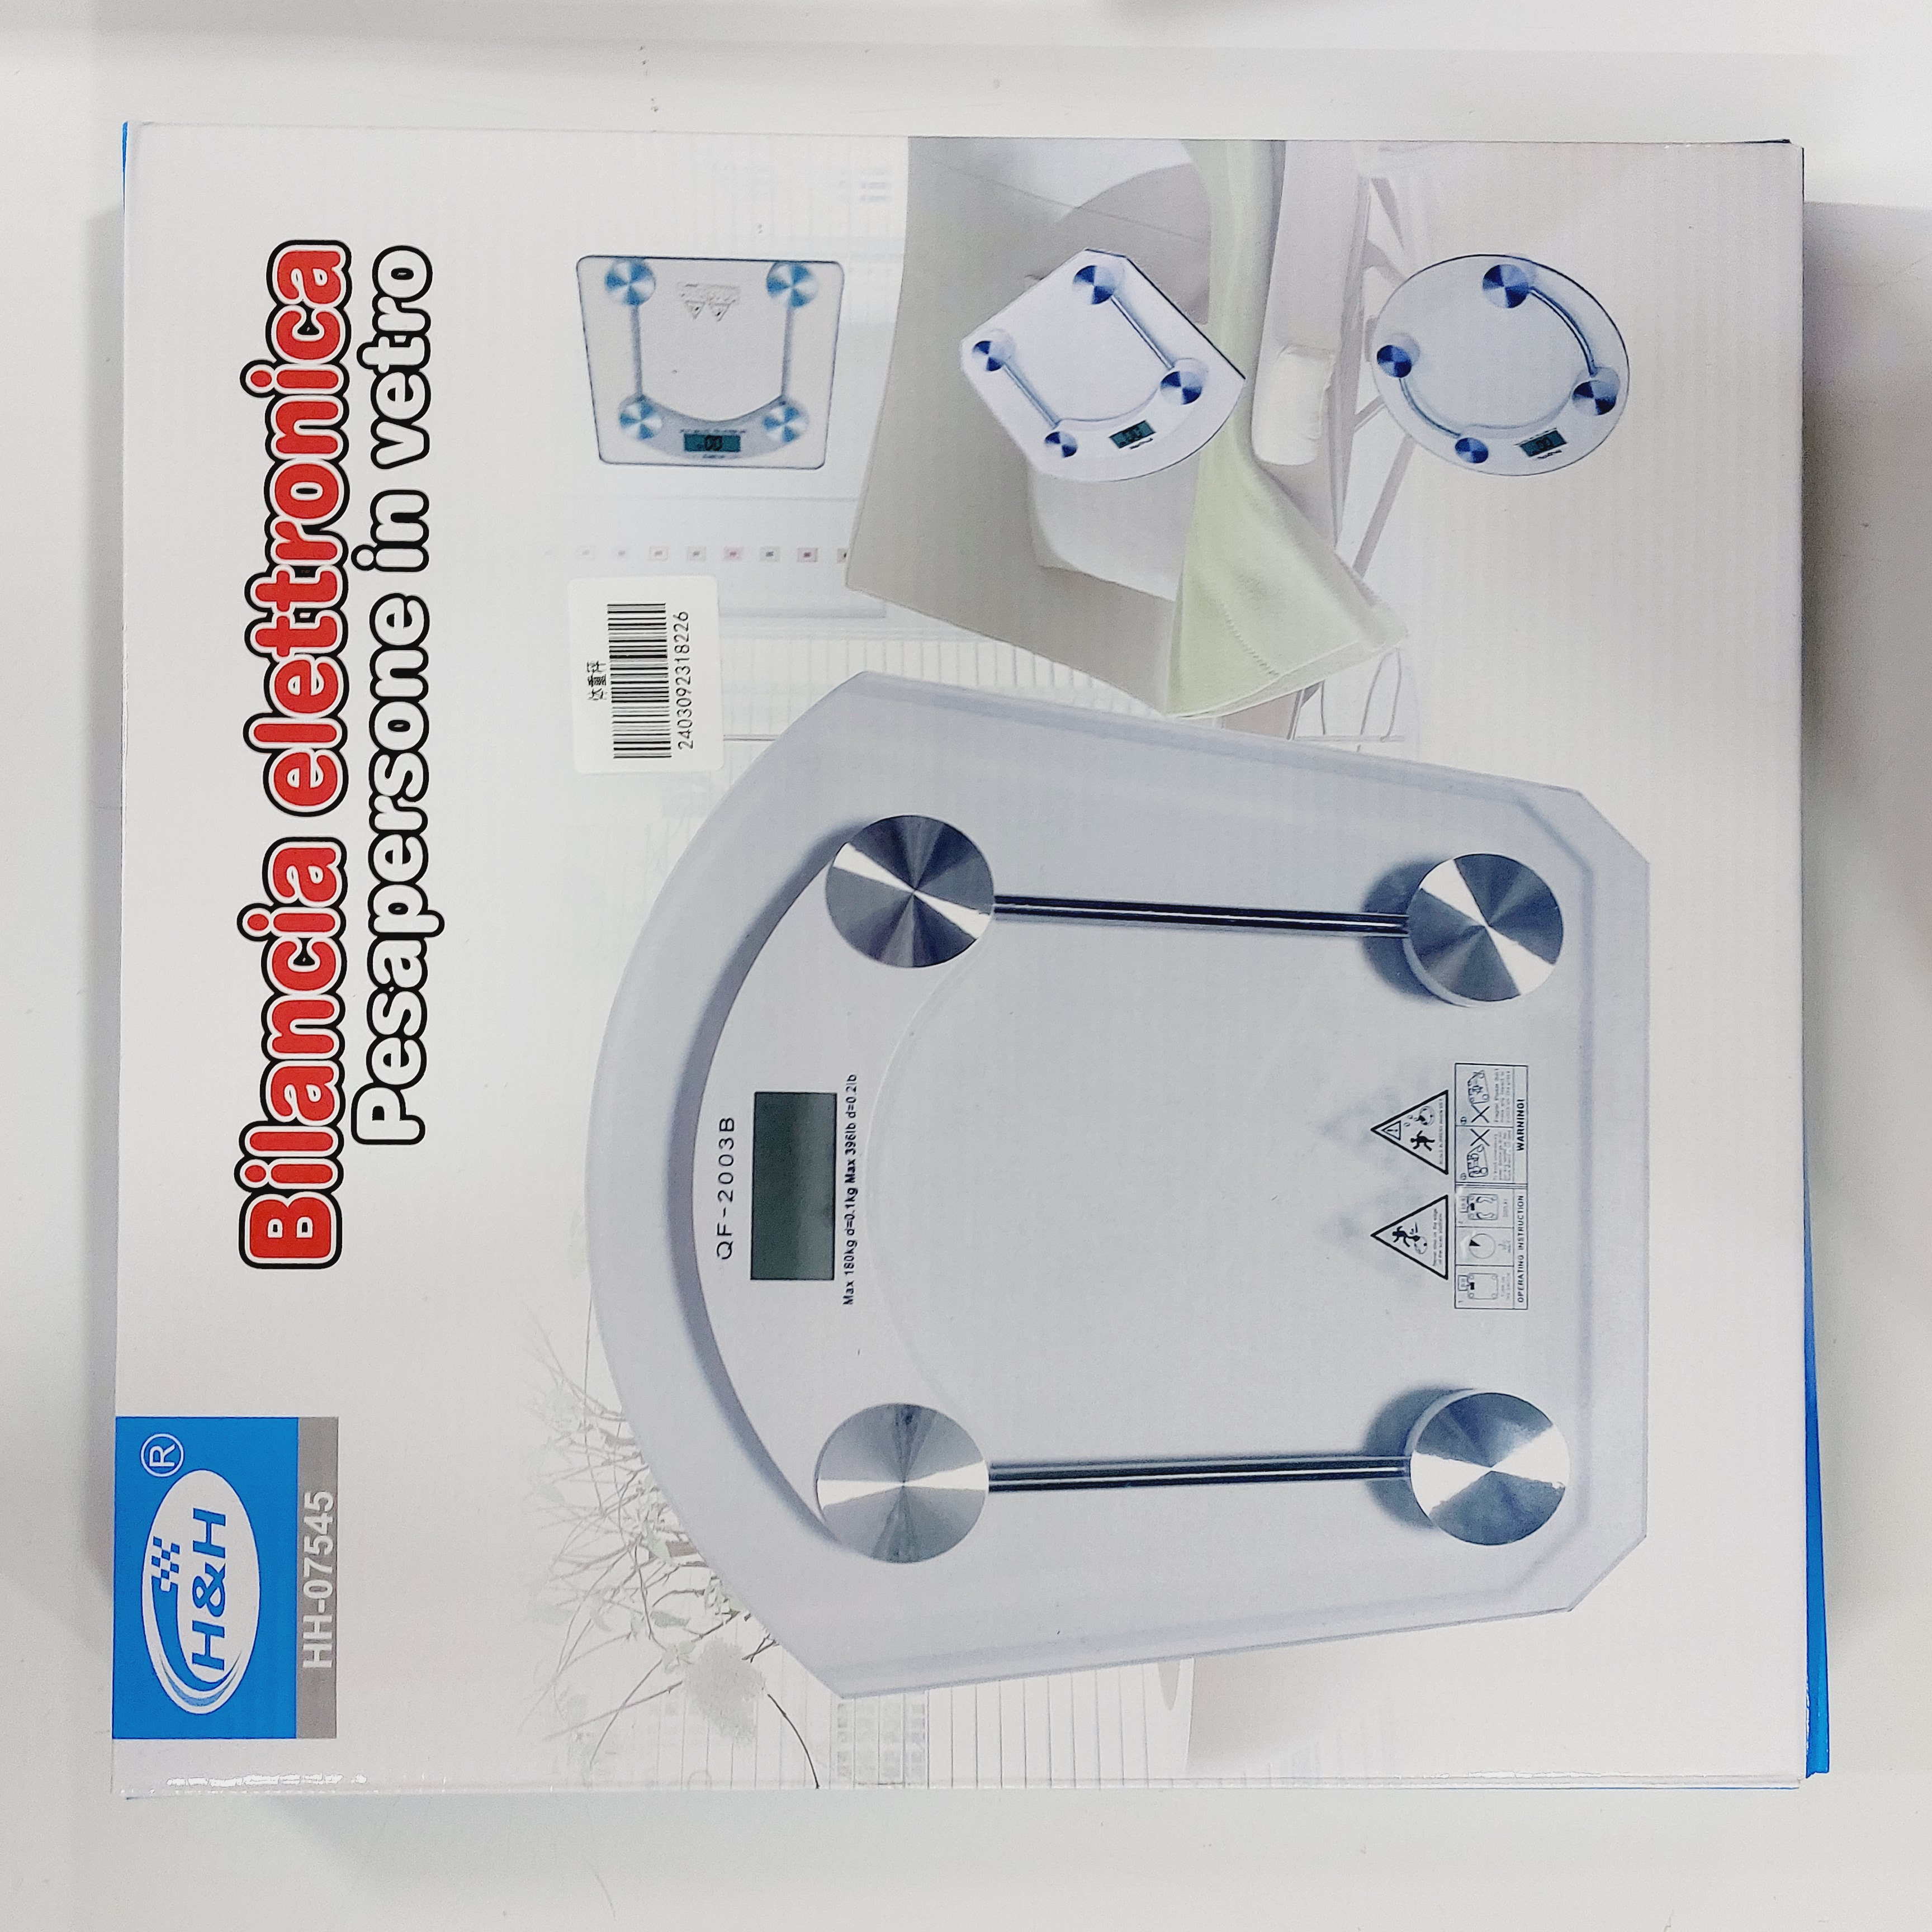 H&H ®
HH-07545
Bilancia elettronica
Pesapersone in vetro
2403092318226
QF-2003B
Max 180kg d=0.1kg Max 396lb d=0.2lb
OPERATING INSTRUCTION
WARNING!